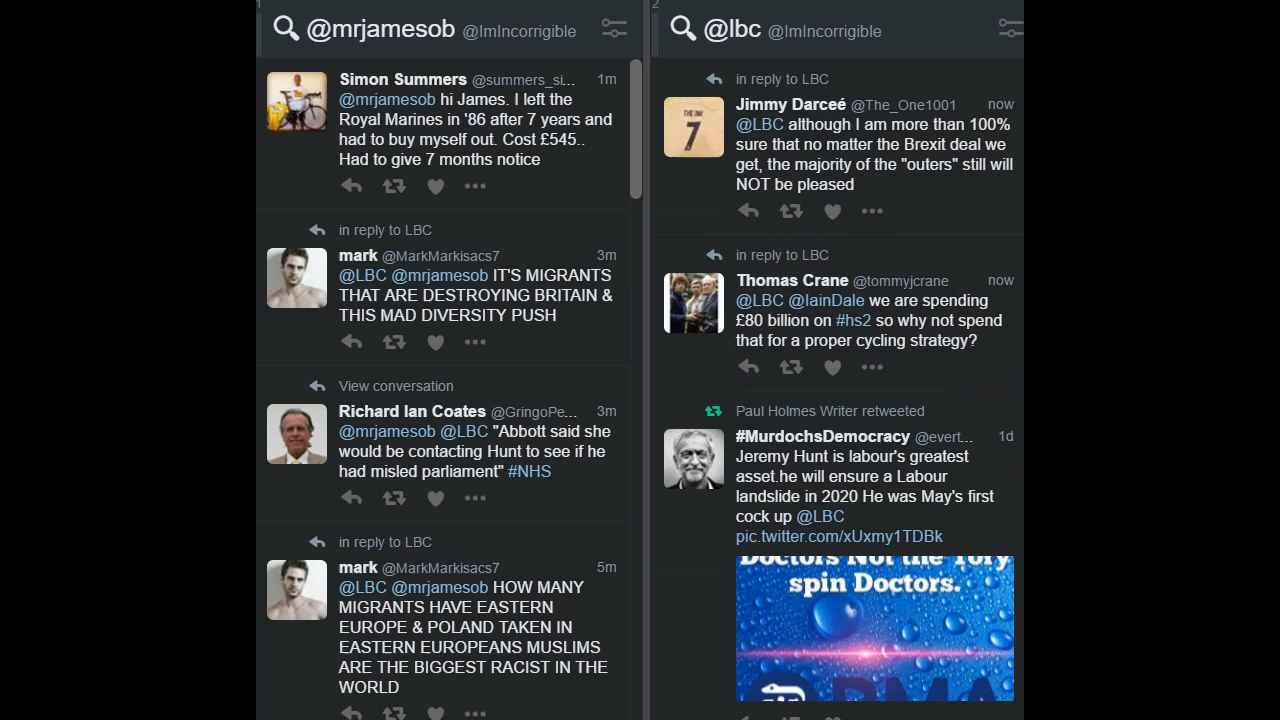 1
@mrjamesob @ImIncorrigible
Simon Summers @summers_si... 1m
@mrjamesob hi James. I left the
Royal Marines in '86 after 7 years and
had to buy myself out. Cost £545..
Had to give 7 months notice
in reply to LBC
mark @MarkMarkisacs7 3m
@LBC @mrjamesob IT'S MIGRANTS
THAT ARE DESTROYING BRITAIN &
THIS MAD DIVERSITY PUSH
View conversation
Richard Ian Coates @GringoPe... 3m
@mrjamesob @LBC "Abbott said she
would be contacting Hunt to see if he
had misled parliament" #NHS
in reply to LBC
mark @MarkMarkisacs7 5m
@LBC @mrjamesob HOW MANY
MIGRANTS HAVE EASTERN
EUROPE & POLAND TAKEN IN
EASTERN EUROPEANS MUSLIMS
ARE THE BIGGEST RACIST IN THE
WORLD
2
@lbc @ImIncorrigible
in reply to LBC
Jimmy Darceé @The_One1001 now
THE ONE
7
@LBC although I am more than 100%
sure that no matter the Brexit deal we
get, the majority of the "outers" still will
NOT be pleased
in reply to LBC
Thomas Crane @tommyjcrane now
@LBC @IainDale we are spending
£80 billion on #hs2 so why not spend
that for a proper cycling strategy?
Paul Holmes Writer retweeted
#MurdochsDemocracy @evert... 1d
Jeremy Hunt is labour's greatest
asset.he will ensure a Labour
landslide in 2020 He was May's first
cock up @LBC
pic.twitter.com/xUxmy1TDBk
Doctors Not the Tory
spin Doctors.
BMA